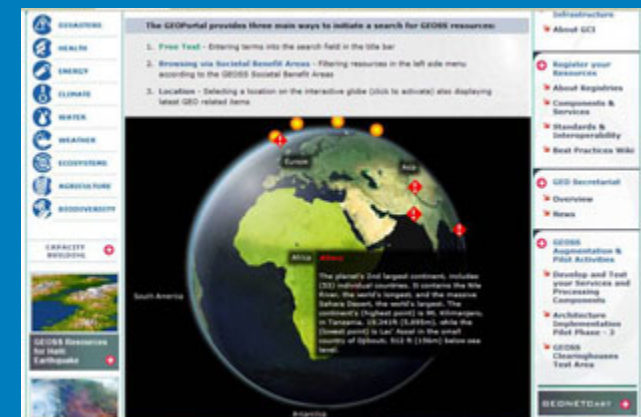 DISASTERS
HEALTH
ENERGY
CLIMATE
WATER
WEATHER
ECOSYSTEMS
AGRICULTURE
BIODIVERSITY
CAPACITY
BUILDING
GEOSS Resources
for Haiti
Earthquake
The GEOPortal provides three main ways to initiate a search for GEOSS resources:
1. Free Text - Entering terms into the search field in the title bar
2. Browsing via Societal Benefit Areas - Filtering resources in the left side menu
according to the GEOSS Societal Benefit Areas
3. Location - Selecting a location on the interactive globe (click to activate) also displaying
latest GEO related items
Europe
Asia
Africa
South America
The planet's 2nd largest continent, includes
(53) individual countries. It contains the Nile
River, the world's longest, and the massive
Sahara Desert, the world's largest. The
continent's (highest point) is Mt. Kilimanjaro,
in Tanzania, 19,341ft (5,895m), while the
(lowest point) is Lac' Assal in the small
country of Djibouti, 512 ft (156m) below sea
level.
Antarctica
Infrastructure
About GCI
Register your
Resources
About Registries
Components &
Services
Standards &
Interoperability
Best Practices Wiki
GEO Secretariat
Overview
News
GEOSS
Augmentation &
Pilot Activities
Develop and Test
your Services and
Processing
Components
Architecture
Implementation
Pilot Phase - 3
GEOSS
Clearinghouses
Test Area
GEONETCast